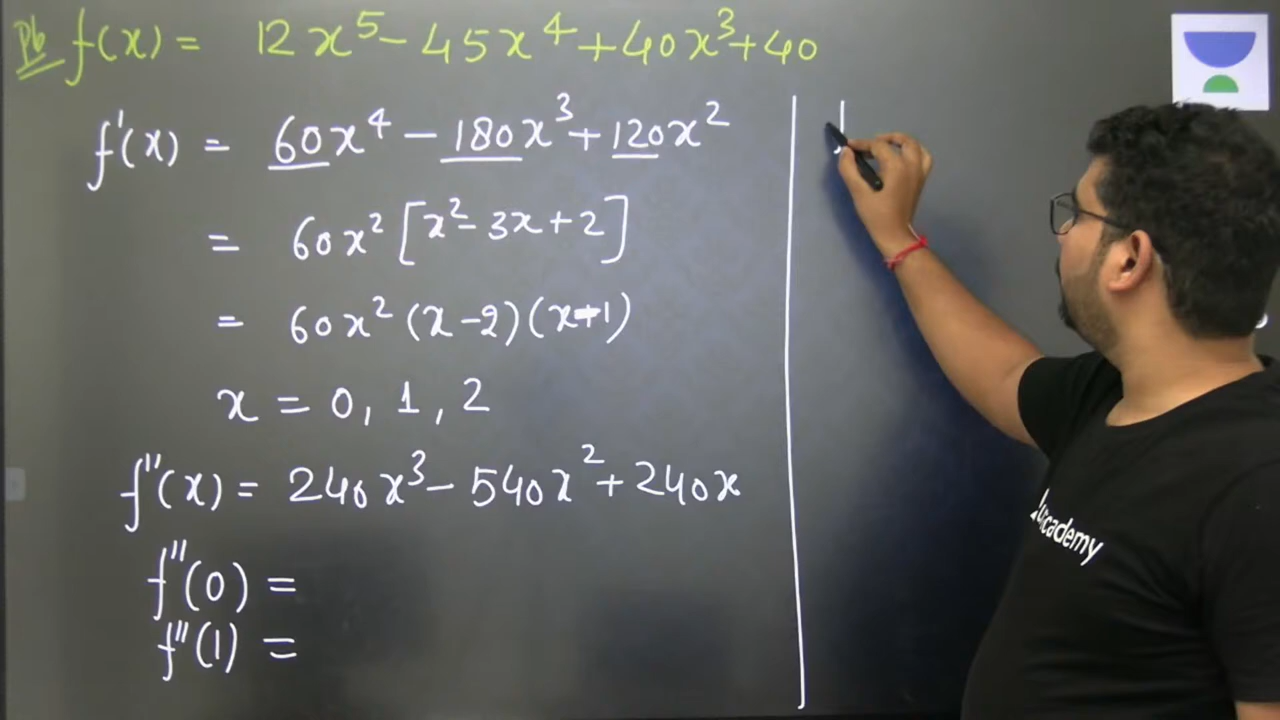 Pb f(x) = 12x⁵ - 45x⁴ + 40x³ + 40
f'(x) = 60x⁴ - 180x³ + 120x²
= 60x² [x² - 3x + 2]
= 60x² (x-2)(x-1)
x = 0, 1, 2
f''(x) = 240x³ - 540x² + 240x
f''(0) =
f''(1) =